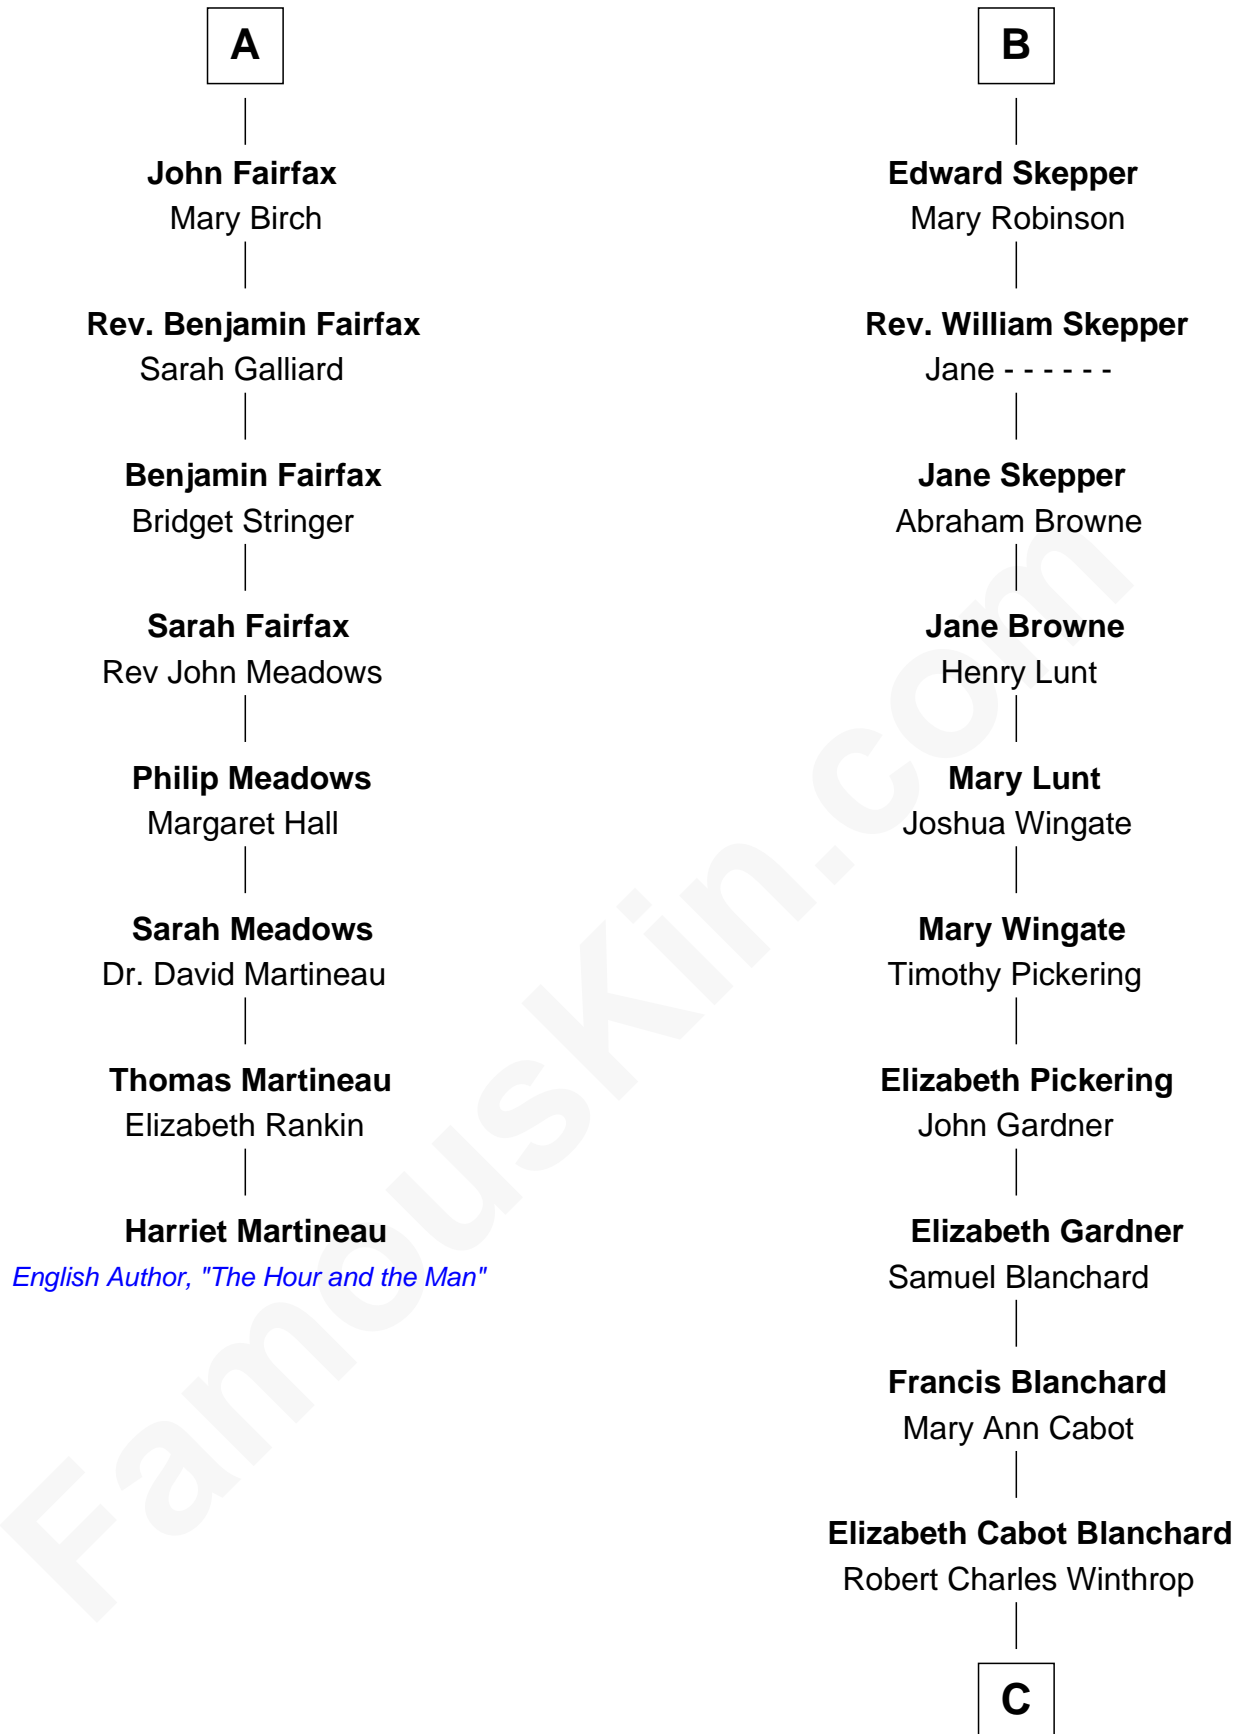 A
John Fairfax
Mary Birch
Rev. Benjamin Fairfax
Sarah Galliard
Benjamin Fairfax
Bridget Stringer
Sarah Fairfax
Rev John Meadows
Philip Meadows
Margaret Hall
Sarah Meadows
Dr. David Martineau
Thomas Martineau
Elizabeth Rankin
Harriet Martineau
English Author, "The Hour and the Man"
B
Edward Skepper
Mary Robinson
Rev. William Skepper
Jane - - - - - -
Jane Skepper
Abraham Browne
Jane Browne
Henry Lunt
Mary Lunt
Joshua Wingate
Mary Wingate
Timothy Pickering
Elizabeth Pickering
John Gardner
Elizabeth Gardner
Samuel Blanchard
Francis Blanchard
Mary Ann Cabot
Elizabeth Cabot Blanchard
Robert Charles Winthrop
C
FamousKin.com